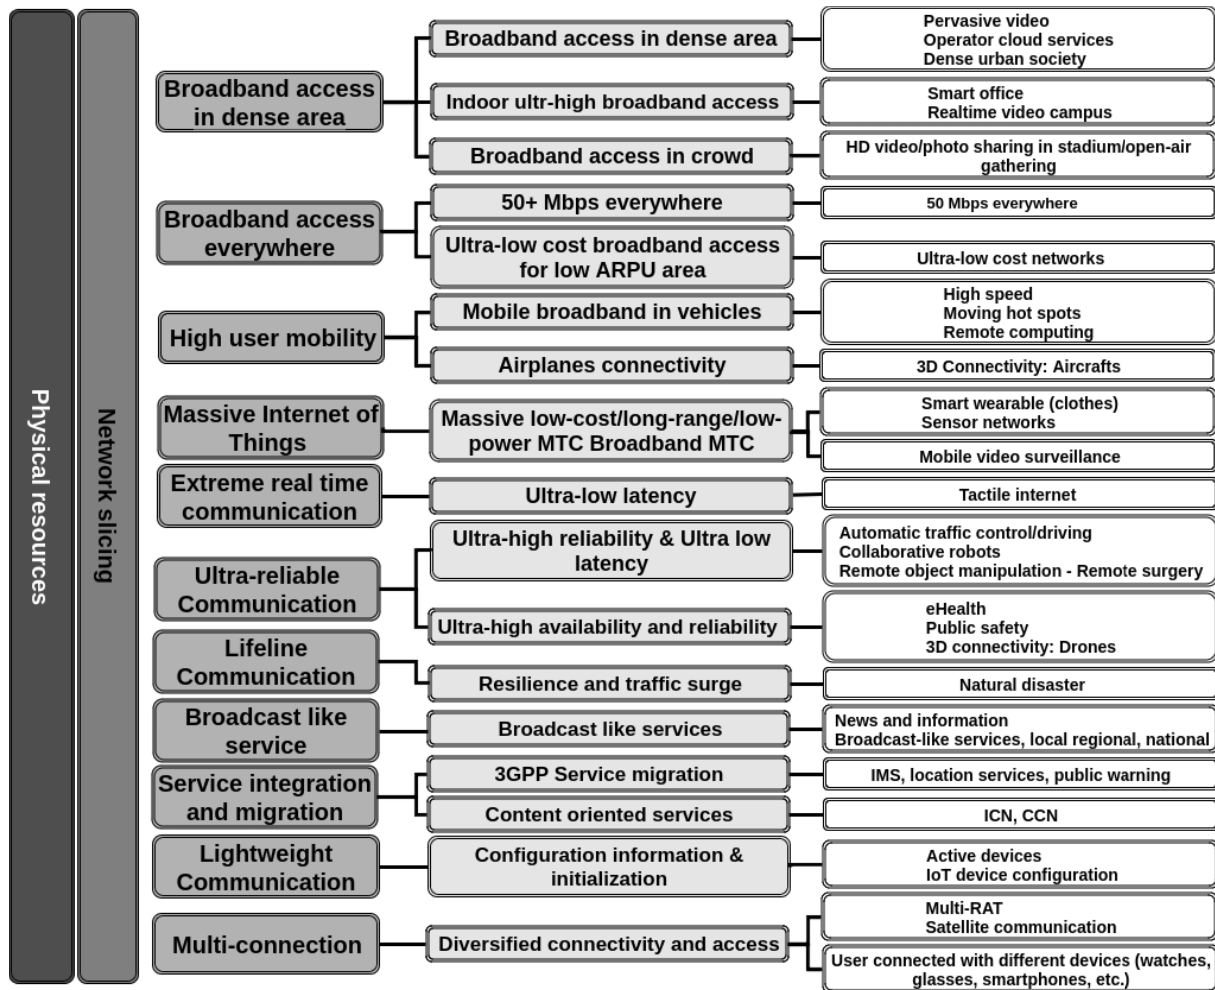 Physical resources
Network slicing
Broadband access
in dense area
Broadband access in dense area
Pervasive video
Operator cloud services
Dense urban society
Indoor ultr-high broadband access
Smart office
Realtime video campus
Broadband access in crowd
HD video/photo sharing in stadium/open-air
gathering
Broadband access
everywhere
50+ Mbps everywhere
50 Mbps everywhere
Ultra-low cost broadband access
for low ARPU area
Ultra-low cost networks
High user mobility
Mobile broadband in vehicles
High speed
Moving hot spots
Remote computing
Airplanes connectivity
3D Connectivity: Aircrafts
Massive Internet of
Things
Massive low-cost/long-range/low-
power MTC Broadband MTC
Smart wearable (clothes)
Sensor networks
Mobile video surveillance
Extreme real time
communication
Ultra-low latency
Tactile internet
Ultra-reliable
Communication
Ultra-high reliability & Ultra low
latency
Automatic traffic control/driving
Collaborative robots
Remote object manipulation - Remote surgery
Ultra-high availability and reliability
eHealth
Public safety
3D connectivity: Drones
Lifeline
Communication
Resilience and traffic surge
Natural disaster
Broadcast like
service
Broadcast like services
News and information
Broadcast-like services, local regional, national
Service integration
and migration
3GPP Service migration
IMS, location services, public warning
Content oriented services
ICN, CCN
Lightweight
Communication
Configuration information &
initialization
Active devices
IoT device configuration
Multi-connection
Diversified connectivity and access
Multi-RAT
Satellite communication
User connected with different devices (watches,
glasses, smartphones, etc.)